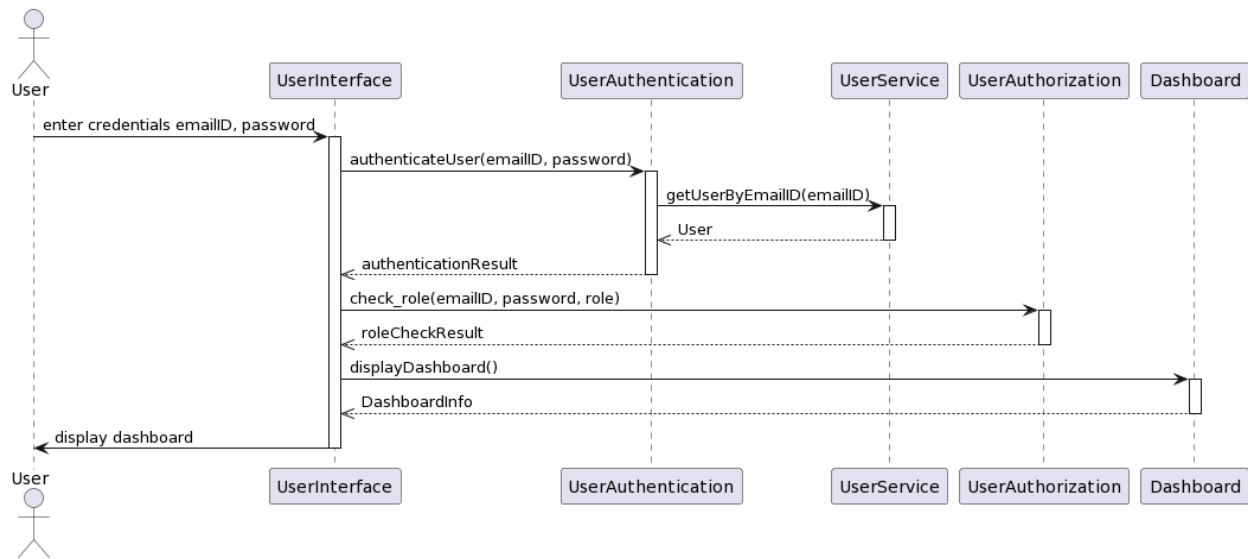 User
UserInterface
UserAuthentication
UserService
UserAuthorization
Dashboard
enter credentials emailID, password
authenticateUser(emailID, password)
getUserByEmailID(emailID)
User
authenticationResult
check_role(emailID, password, role)
roleCheckResult
displayDashboard()
DashboardInfo
display dashboard
User
UserInterface
UserAuthentication
UserService
UserAuthorization
Dashboard